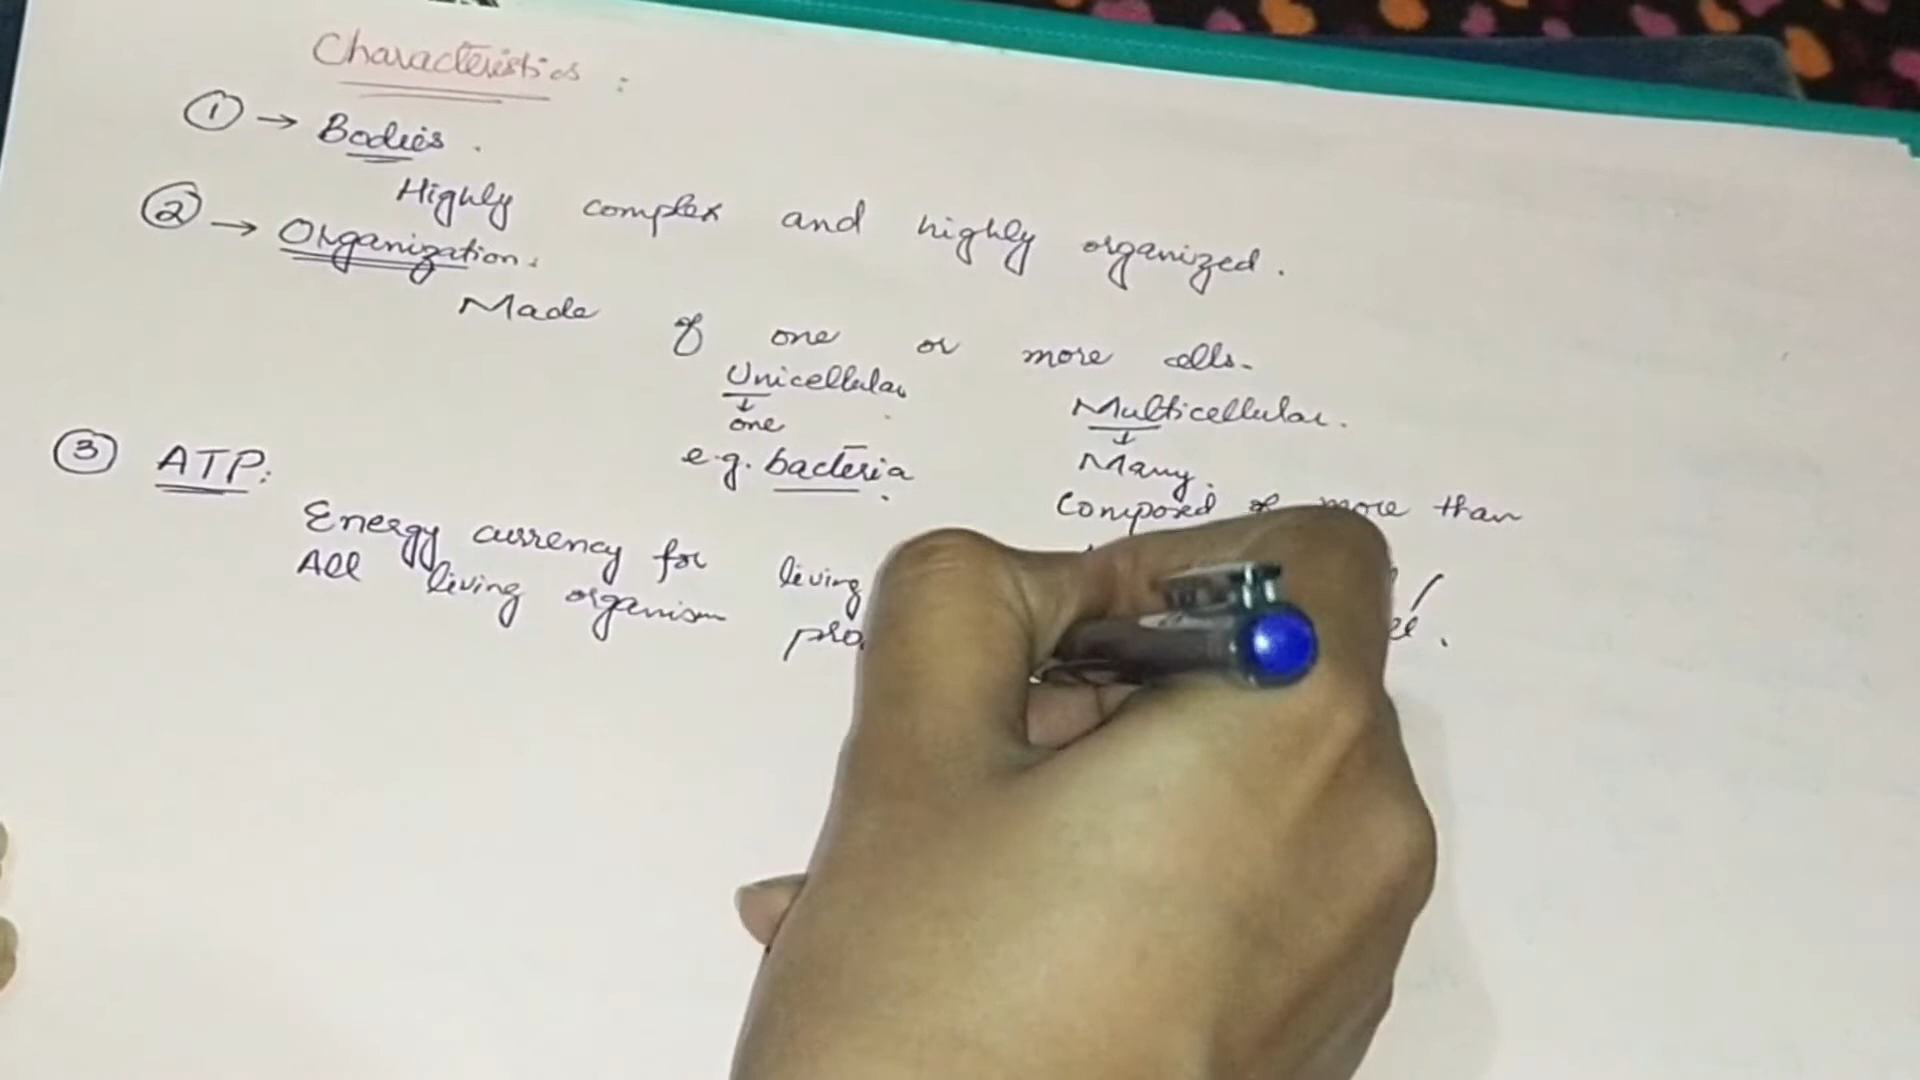 Characteristics :
① → Bodies.
Highly complex and highly organized.
② → Organization.
Made of one or more cells.
Unicellular
↓
one
e.g. bacteria.
Multicellular.
↓
Many.
Composed of more than
③ ATP:
Energy currency for living
All living organism